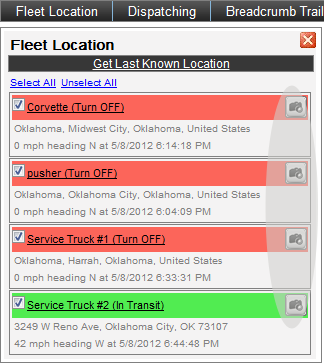 Fleet Location Dispatching Breadcrumb Trail
Fleet Location
Get Last Known Location
Select All Unselect All
Corvette (Turn OFF)
Oklahoma, Midwest City, Oklahoma, United States
0 mph heading N at 5/8/2012 6:14:18 PM
pusher (Turn OFF)
Oklahoma, Oklahoma City, Oklahoma, United States
0 mph heading N at 5/8/2012 6:04:09 PM
Service Truck #1 (Turn OFF)
Oklahoma, Harrah, Oklahoma, United States
0 mph heading N at 5/8/2012 6:33:31 PM
Service Truck #2 (In Transit)
3249 W Reno Ave, Oklahoma City, OK 73107
42 mph heading W at 5/8/2012 6:44:48 PM